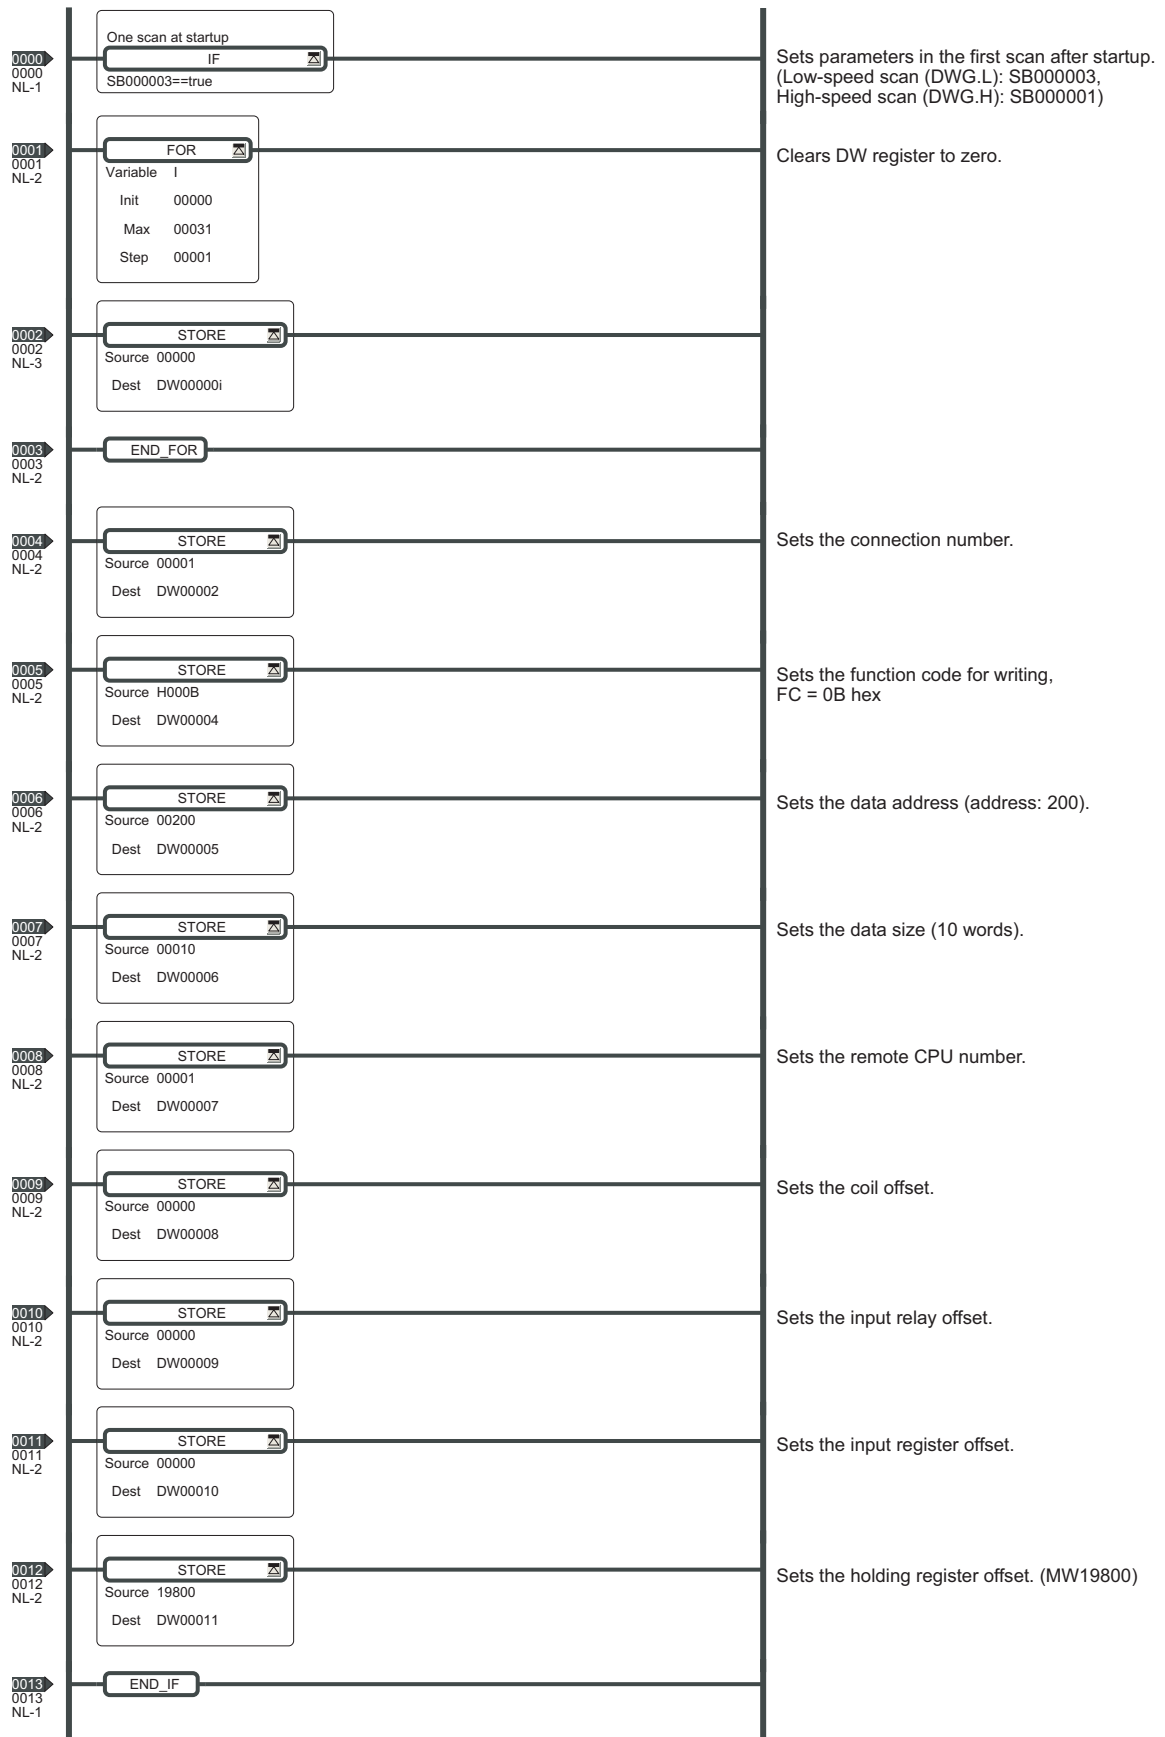 One scan at startup
0000
0000
NL-1
IF
SB000003==true
Sets parameters in the first scan after startup.
(Low-speed scan (DWG.L): SB000003,
High-speed scan (DWG.H): SB000001)
0001
0001
NL-2
FOR
Variable I
Init 00000
Max 00031
Step 00001
Clears DW register to zero.
0002
0002
NL-3
STORE
Source 00000
Dest DW00000i
0003
0003
NL-2
END_FOR
0004
0004
NL-2
STORE
Source 00001
Dest DW00002
Sets the connection number.
0005
0005
NL-2
STORE
Source H000B
Dest DW00004
Sets the function code for writing,
FC = 0B hex
0006
0006
NL-2
STORE
Source 00200
Dest DW00005
Sets the data address (address: 200).
0007
0007
NL-2
STORE
Source 00010
Dest DW00006
Sets the data size (10 words).
0008
0008
NL-2
STORE
Source 00001
Dest DW00007
Sets the remote CPU number.
0009
0009
NL-2
STORE
Source 00000
Dest DW00008
Sets the coil offset.
0010
0010
NL-2
STORE
Source 00000
Dest DW00009
Sets the input relay offset.
0011
0011
NL-2
STORE
Source 00000
Dest DW00010
Sets the input register offset.
0012
0012
NL-2
STORE
Source 19800
Dest DW00011
Sets the holding register offset. (MW19800)
0013
0013
NL-1
END_IF